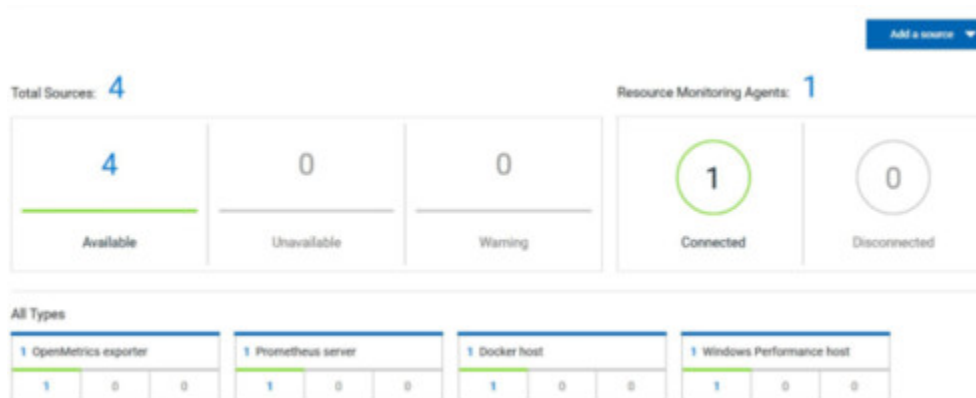 Add a source
Total Sources: 4
Resource Monitoring Agents: 1
4
0
0
1
0
Available
Unavailable
Warning
Connected
Disconnected
All Types
1 OpenMetrics exporter
1 Prometheus server
1 Docker host
1 Windows Performance host
1 0 0
1 0 0
1 0 0
1 0 0